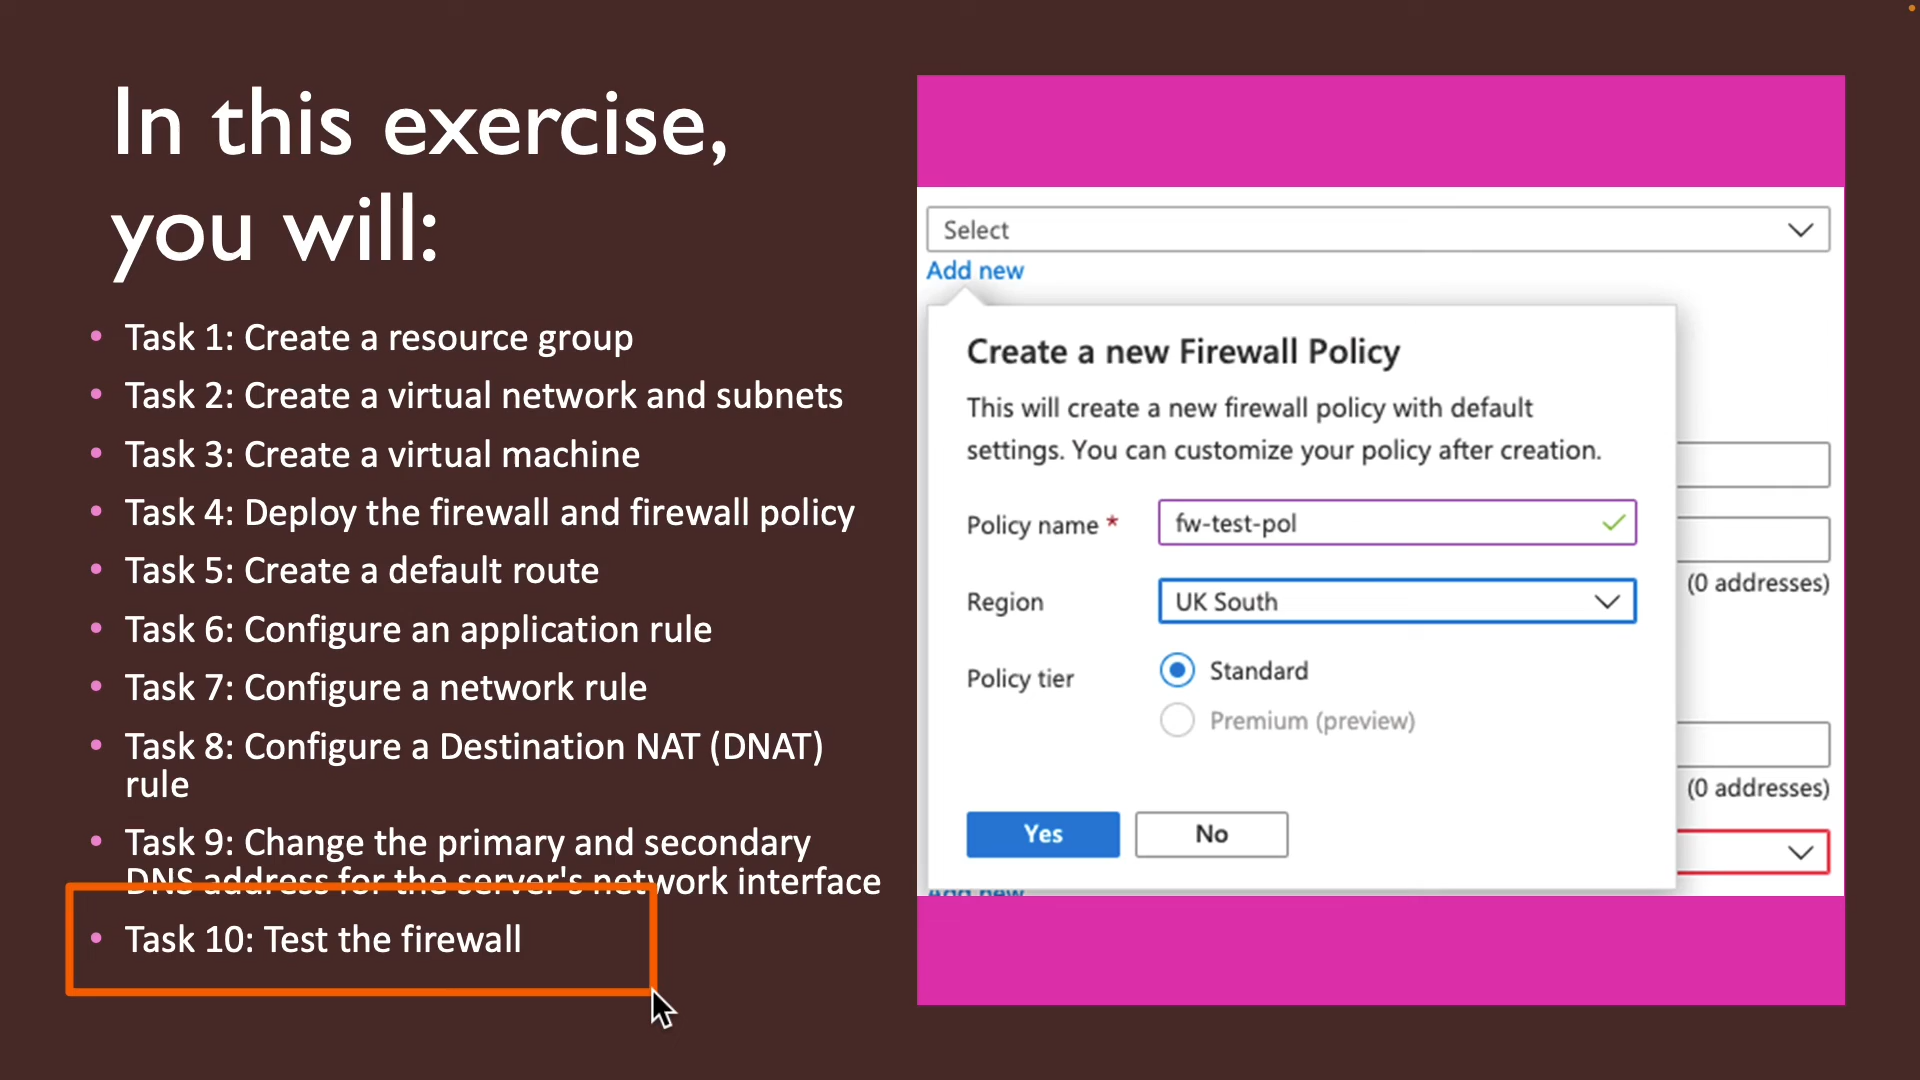 In this exercise,
you will:
• Task 1: Create a resource group
• Task 2: Create a virtual network and subnets
• Task 3: Create a virtual machine
• Task 4: Deploy the firewall and firewall policy
• Task 5: Create a default route
• Task 6: Configure an application rule
• Task 7: Configure a network rule
• Task 8: Configure a Destination NAT (DNAT)
rule
• Task 9: Change the primary and secondary
DNS address for the server's network interface
• Task 10: Test the firewall
Select
Add new
Create a new Firewall Policy
This will create a new firewall policy with default
settings. You can customize your policy after creation.
Policy name *
fw-test-pol
Region
UK South
(0 addresses)
Policy tier
Standard
Premium (preview)
(0 addresses)
Yes
No
Add new